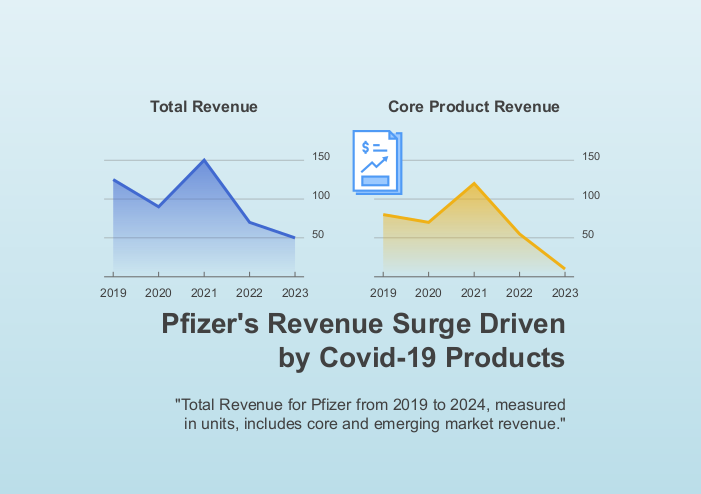 Total Revenue
150
100
50
2019 2020 2021 2022 2023
Core Product Revenue
$
150
100
50
2019 2020 2021 2022 2023
Pfizer's Revenue Surge Driven
by Covid-19 Products
"Total Revenue for Pfizer from 2019 to 2024, measured
in units, includes core and emerging market revenue."